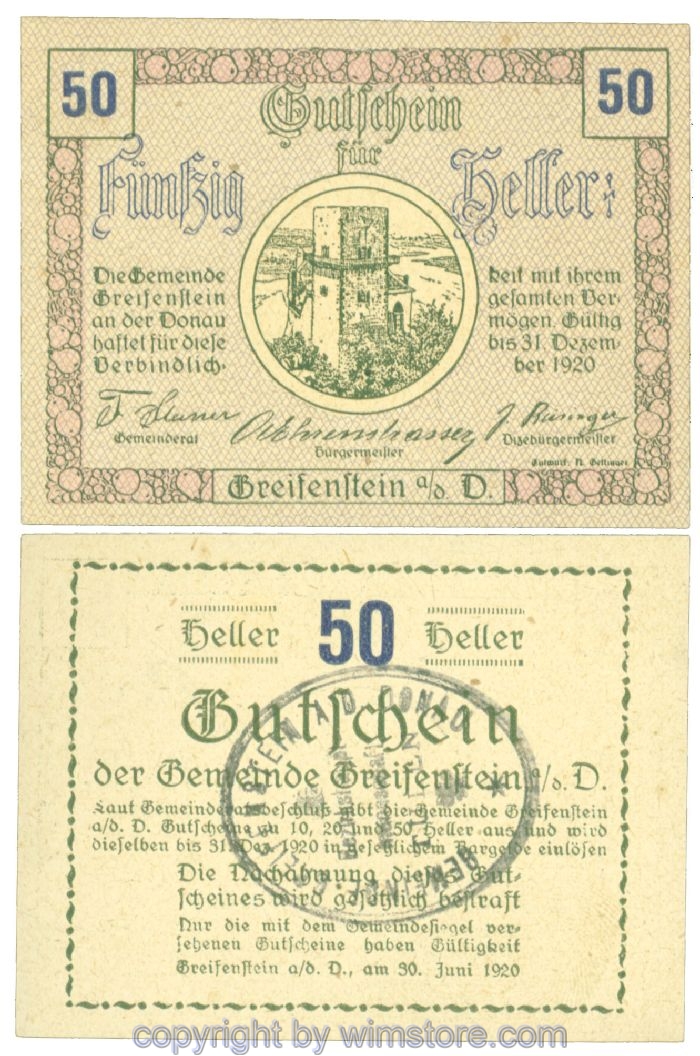 50
50
Gutschein
für
Fünfzig
Heller
Die Gemeinde
Greifenstein
an der Donau
haftet für diese
Verbindlich-
keit mit ihrem
gesamten Ver-
mögen. Gültig
bis 31. Dezem-
ber 1920
Gemeinderat
Bürgermeister
Vizebürgermeister
Entwurf:
Greifenstein a/d. D.
Heller 50 Heller
Gutschein
der Gemeinde Greifenstein a/d. D.
Laut Gemeinderatsbeschluß gibt die Gemeinde Greifenstein
a/d. D. Gutscheine zu 10, 20 und 50 Heller aus und wird
dieselben bis 31. Dez. 1920 in gesetzlichem Bargelde einlösen
Die Nachahmung dieses Gut-
scheines wird gesetzlich bestraft
Nur die mit dem Gemeindesiegel ver-
sehenen Gutscheine haben Gültigkeit
Greifenstein a/d. D., am 30. Juni 1920
copyright by wimstore.com